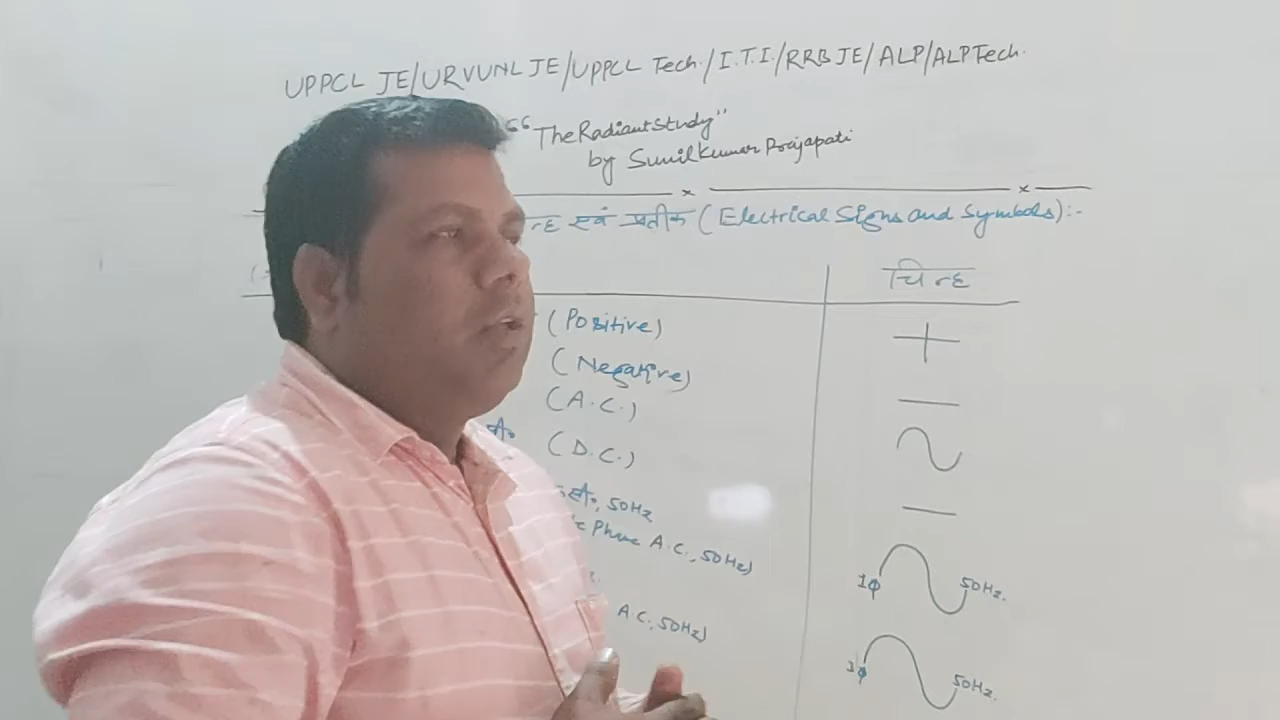 UPPCL JE/URVUNL JE/UPPCL Tech./I.T.I./RRB JE/ALP/ALP Tech.
"The Radiant Study"
by Sunil Kumar Prajapati
एवं प्रतीक (Electrical Signs and Symbols):-
चिन्ह
(Positive) +
(Negative) —
(A.C.)
(D.C.) —
50Hz
Phase A.C., 50Hz) 1ϕ 50Hz.
A.C., 50Hz) 3ϕ 50Hz.